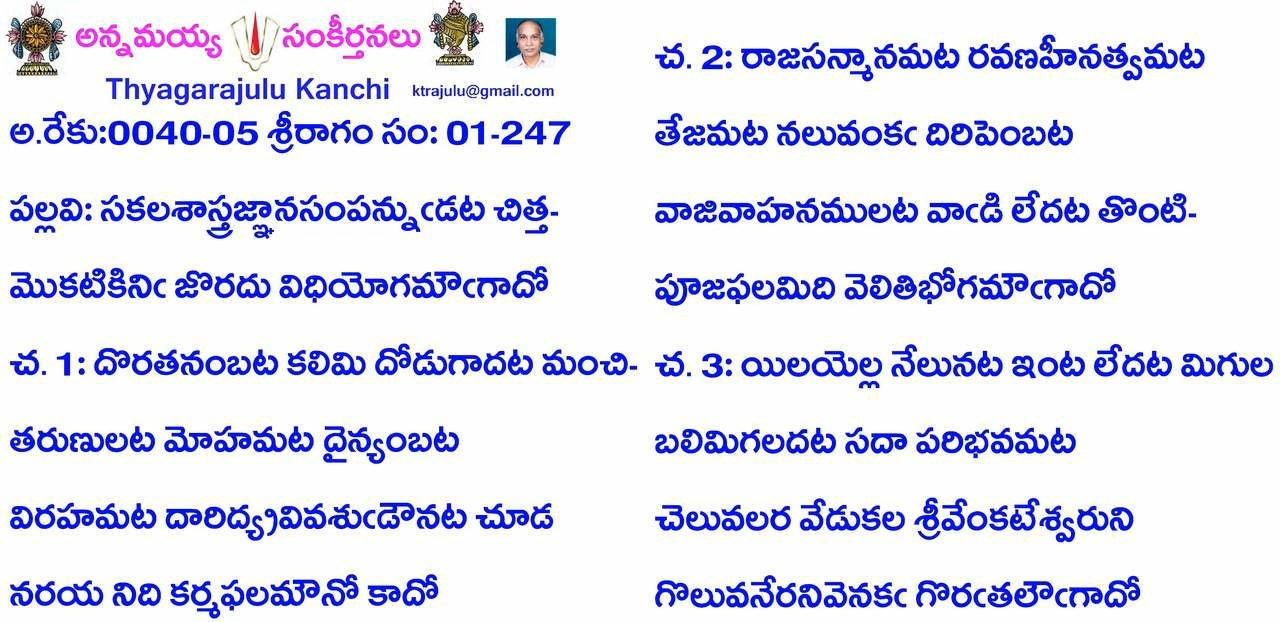 అన్నమయ్య సంకీర్తనలు
Thyagarajulu Kanchi ktrajulu@gmail.com
అ.రేకు:0040-05 శ్రీరాగం సం: 01-247
పల్లవి: సకలశాస్త్రజ్ఞానసంపన్నుఁడట చిత్త-
మొకటికినిఁ జొరదు విధియోగమౌఁగాదో
చ. 1: దొరతనంబట కలిమి దోడుగాదట మంచి-
తరుణులట మోహమట దైన్యంబట
విరహమట దారిద్ర్యవివశుఁడౌనట చూడ
నరయ నిది కర్మఫలమౌనో కాదో
చ. 2: రాజసన్మానమట రవణహీనత్వమట
తేజమట నలువంకఁ దిరిపెంబట
వాజివాహనములట వాఁడి లేదట తొంటి-
పూజఫలమిది వెలితిభోగమౌఁగాదో
చ. 3: యిలయెల్ల నేలునట ఇంట లేదట మిగుల
బలిమిగలదట సదా పరిభవమట
చెలువలర వేడుకల శ్రీవేంకటేశ్వరుని
గొలువనేరనివెనకఁ గొరఁతలౌఁగాదో